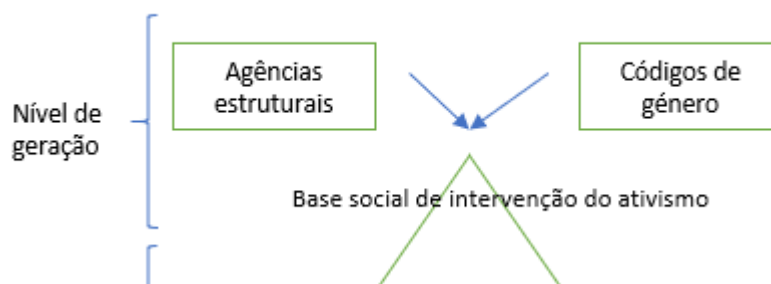 Agências
estruturais
Códigos de
género
Nível de
geração
Base social de intervenção do ativismo